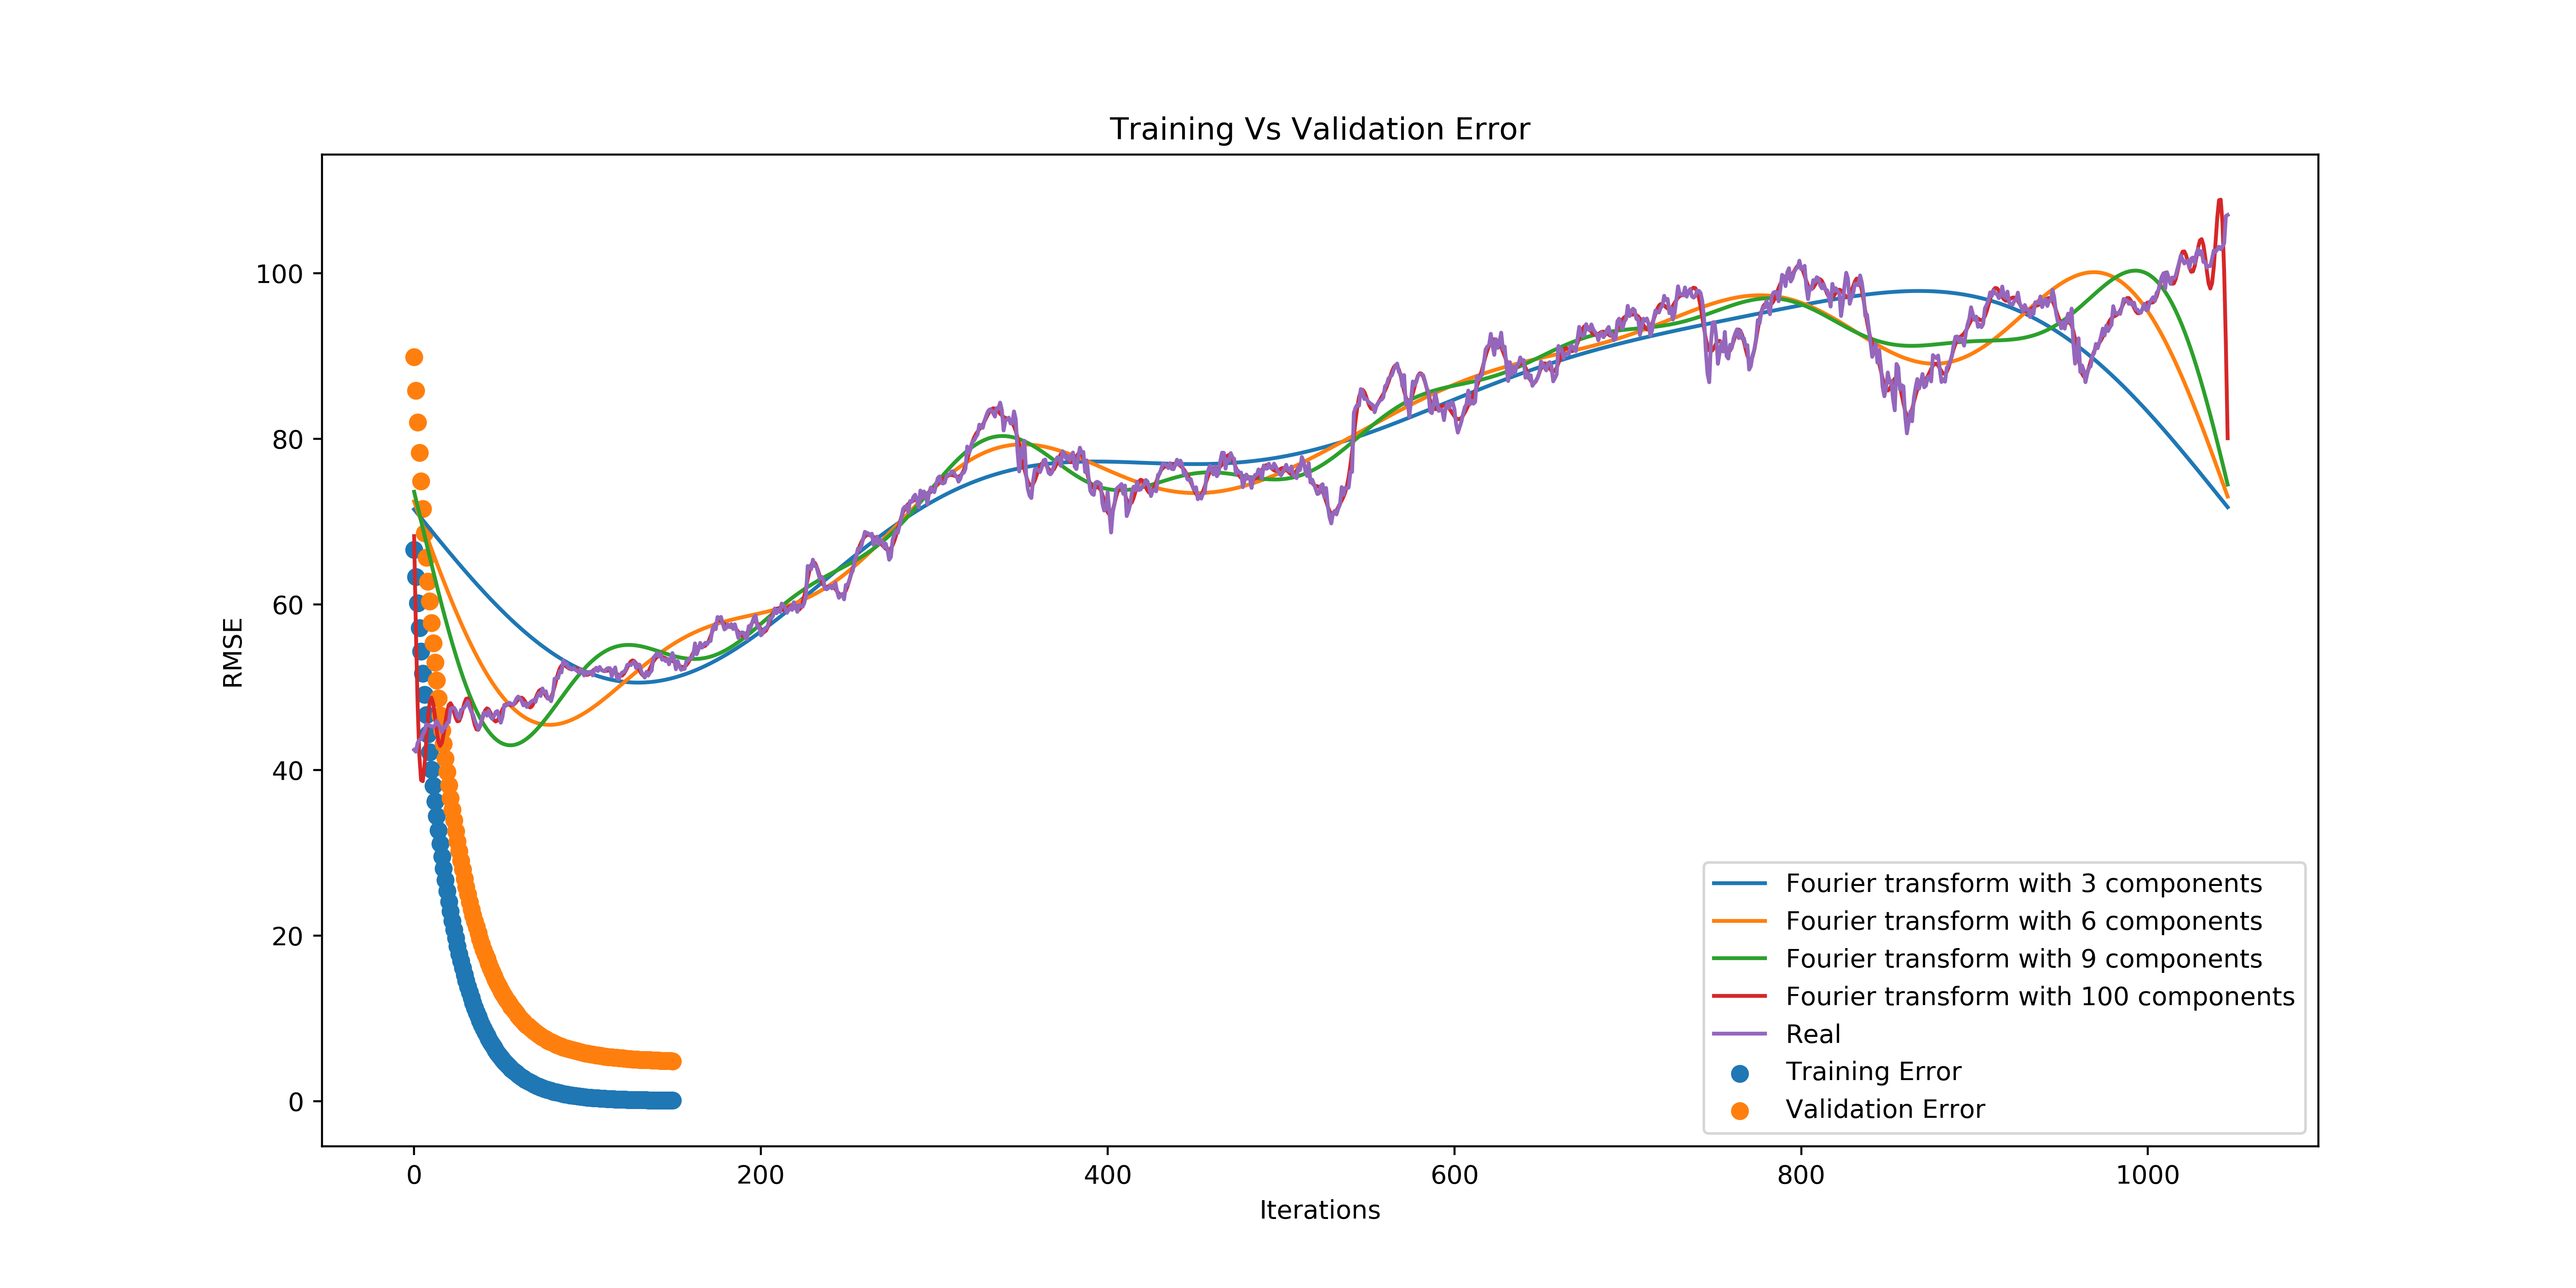 Training Vs Validation Error
RMSE
100
80
60
40
20
0
0 200 400 600 800 1000
Iterations
Fourier transform with 3 components
Fourier transform with 6 components
Fourier transform with 9 components
Fourier transform with 100 components
Real
Training Error
Validation Error